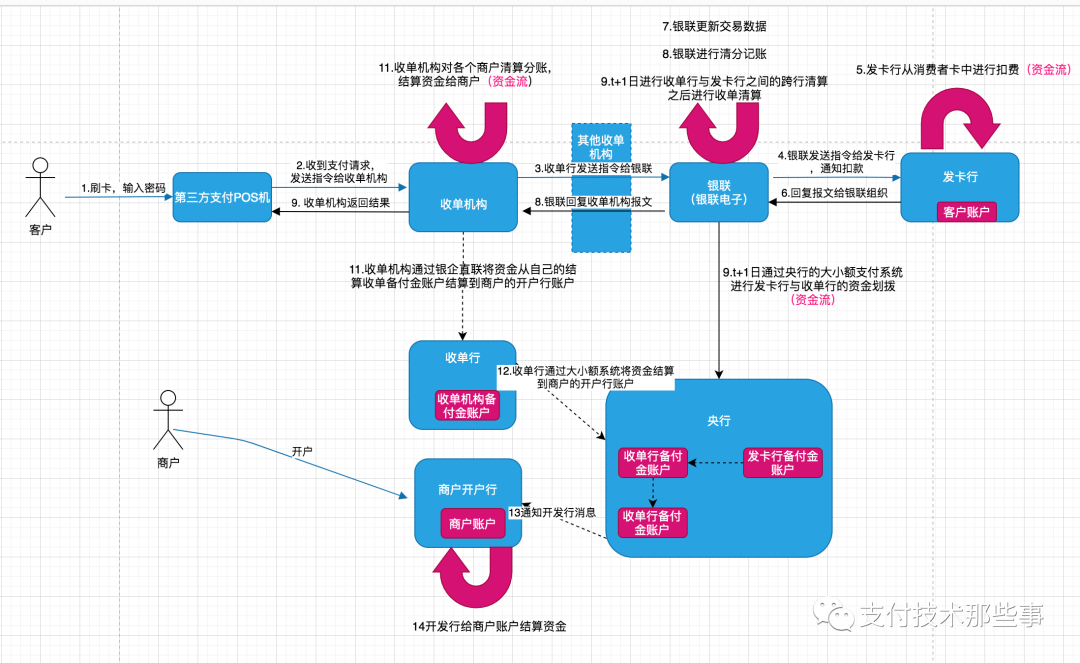 7.银联更新交易数据
8.银联进行清分记账
9.t+1日进行收单行与发卡行之间的跨行清算
之后进行收单清算
11.收单机构对各个商户清算分账，
结算资金给商户（资金流）
5.发卡行从消费者卡中进行扣费（资金流）
其他收单
机构
客户
1.刷卡，输入密码
第三方支付POS机
2.收到支付请求，
发送指令给收单机构
9. 收单机构返回结果
收单机构
3.收单行发送指令给银联
8.银联回复收单机构报文
银联
（银联电子）
4.银联发送指令给发卡行
，通知扣款
6.回复报文给银联组织
发卡行
客户账户
11.收单机构通过银企直联将资金从自己的结
算收单备付金账户结算到商户的开户行账户
9.t+1日通过央行的大小额支付系统
进行发卡行与收单行的资金划拨
（资金流）
收单行
收单机构备
付金账户
12.收单行通过大小额系统将资金结算
到商户的开户行账户
商户
开户
央行
收单行备付
金账户
发卡行备付金
账户
收单行备付
金账户
商户开户行
商户账户
13通知开发行消息
14开发行给商户账户结算资金
支付技术那些事